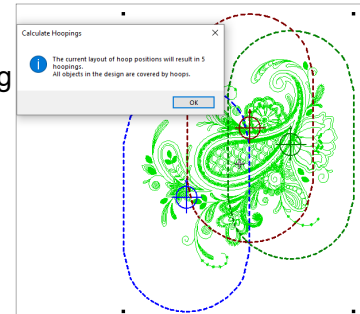 Calculate Hoopings
The current layout of hoop positions will result in 5
hoopings.
All objects in the design are covered by hoops.
g
OK